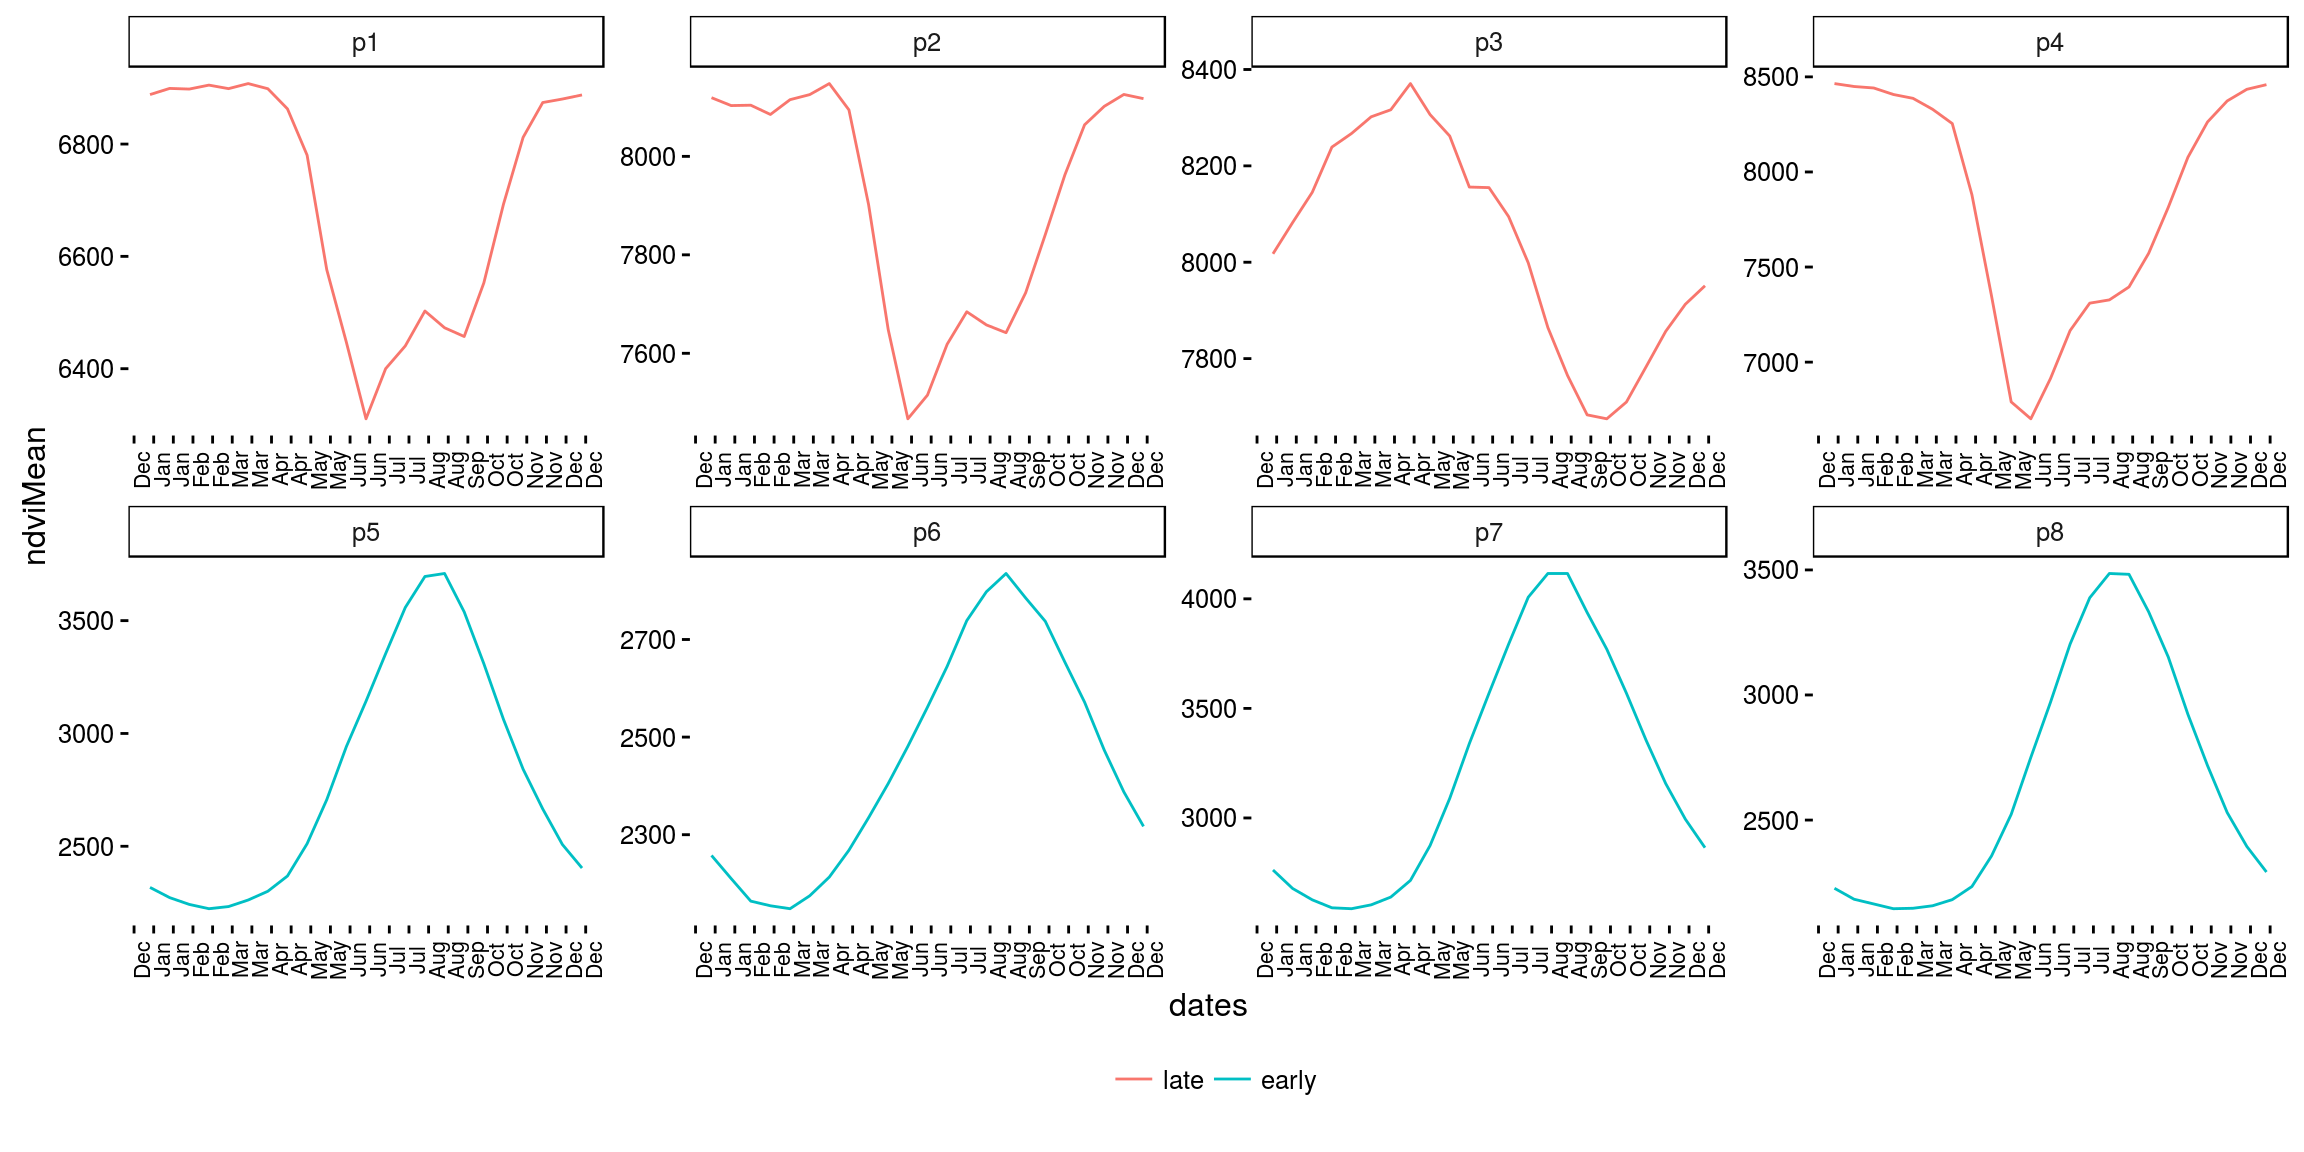 p1 p2 p3 p4
8400
8500
6800
8000
8200
8000
6600
7800
8000
7500
6400
7600
7800
7000
Dec Jan Jan Feb Feb Mar Mar Apr Apr May May Jun Jun Jul Jul Aug Aug Sep Oct Oct Nov Nov Dec Dec
Dec Jan Jan Feb Feb Mar Mar Apr Apr May May Jun Jun Jul Jul Aug Aug Sep Oct Oct Nov Nov Dec Dec
Dec Jan Jan Feb Feb Mar Mar Apr Apr May May Jun Jun Jul Jul Aug Aug Sep Oct Oct Nov Nov Dec Dec
Dec Jan Jan Feb Feb Mar Mar Apr Apr May May Jun Jun Jul Jul Aug Aug Sep Oct Oct Nov Nov Dec Dec
ndviMean
p5 p6 p7 p8
3500
2700
4000
3500
3000
2500
3500
3000
2500
2300
3000
2500
Dec Jan Jan Feb Feb Mar Mar Apr Apr May May Jun Jun Jul Jul Aug Aug Sep Oct Oct Nov Nov Dec Dec
Dec Jan Jan Feb Feb Mar Mar Apr Apr May May Jun Jun Jul Jul Aug Aug Sep Oct Oct Nov Nov Dec Dec
Dec Jan Jan Feb Feb Mar Mar Apr Apr May May Jun Jun Jul Jul Aug Aug Sep Oct Oct Nov Nov Dec Dec
Dec Jan Jan Feb Feb Mar Mar Apr Apr May May Jun Jun Jul Jul Aug Aug Sep Oct Oct Nov Nov Dec Dec
dates
late early